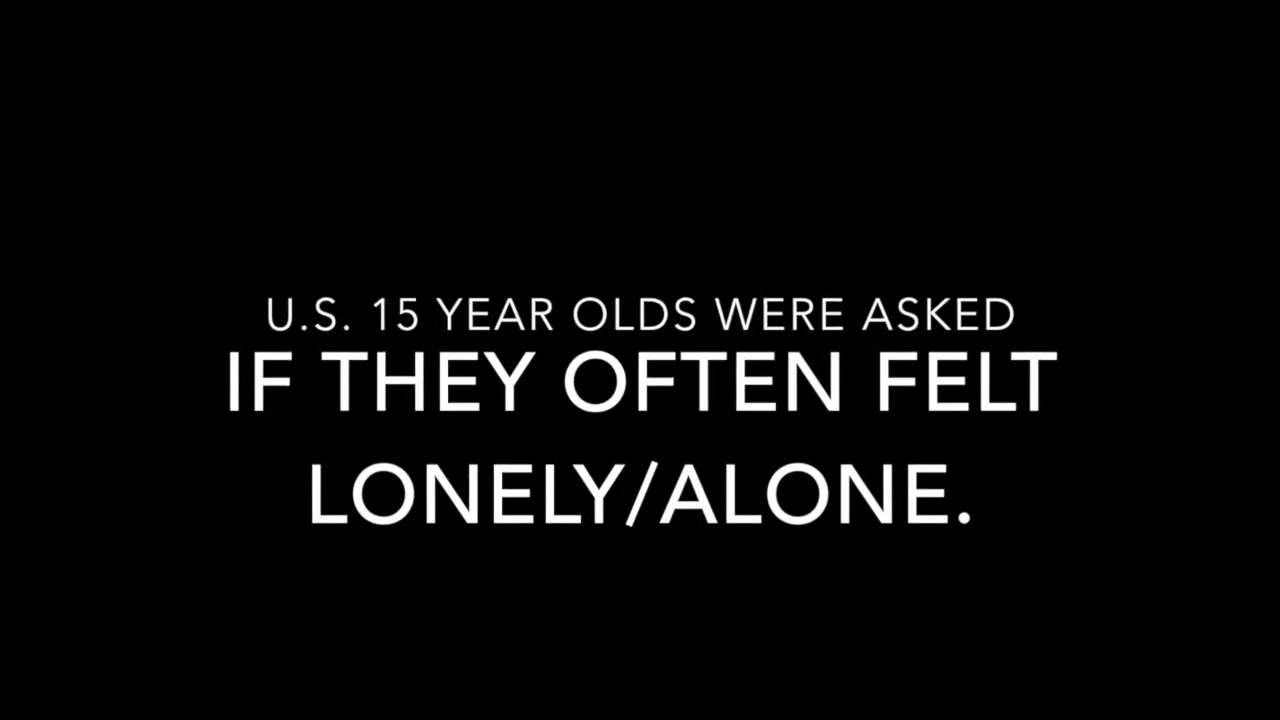 U.S. 15 YEAR OLDS WERE ASKED
IF THEY OFTEN FELT
LONELY/ALONE.